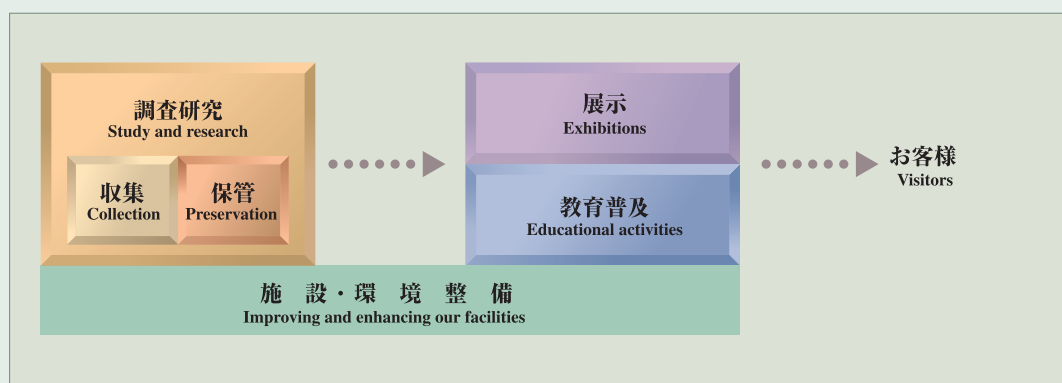 調査研究
Study and research
収集
Collection
保管
Preservation
展示
Exhibitions
教育普及
Educational activities
お客様
Visitors
施 設・環 境 整 備
Improving and enhancing our facilities